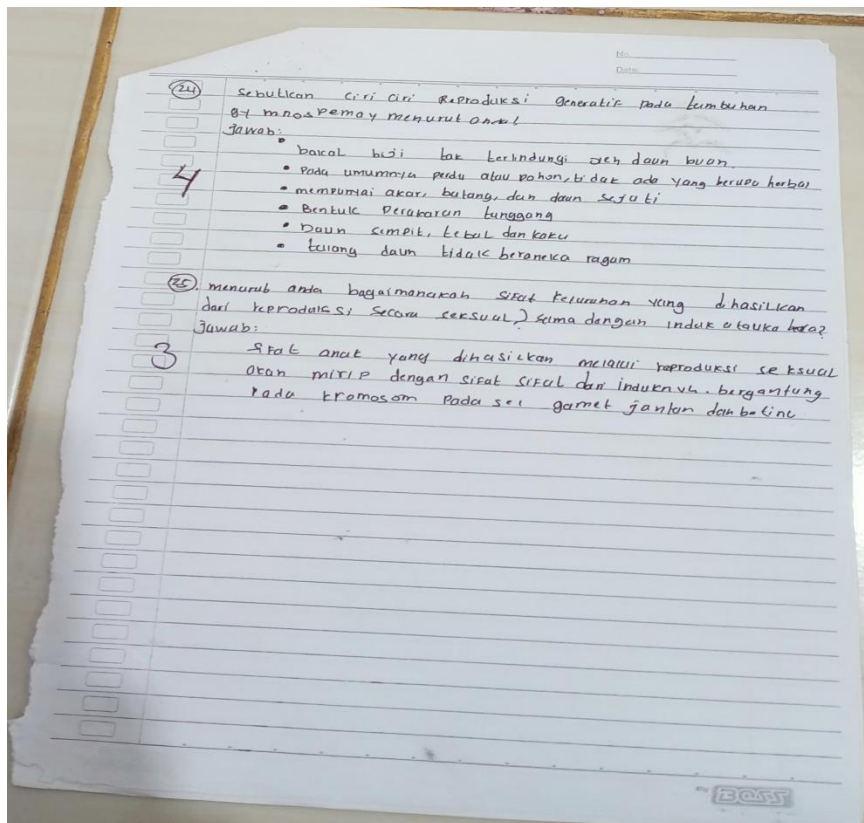 No.
Date:
24 Sebutkan ciri ciri Reproduksi generatif pada tumbuhan
gymnospemay menurut anda!
Jawab:
• bakal biji tak terlindungi oleh daun buah.
4 • Pada umumnya perdu atau pohon, tidak ada yang berupa herba
• mempunyai akar, batang, dan daun sejati
• Bentuk Perakaran tunggang
• Daun sempit, tebal dan kaku
• tulang daun tidak beraneka ragam
25. menurut anda bagaimanakah sifat keturunan yang dihasilkan
dari reproduksi secara seksual? sama dengan induk atauka beda?
Jawab:
3 Sifat anak yang dihasilkan melalui reproduksi seksual
akan mirip dengan sifat sifat dari induknya. bergantung
Pada kromosom pada sel gamet jantan dan betina
BOSS